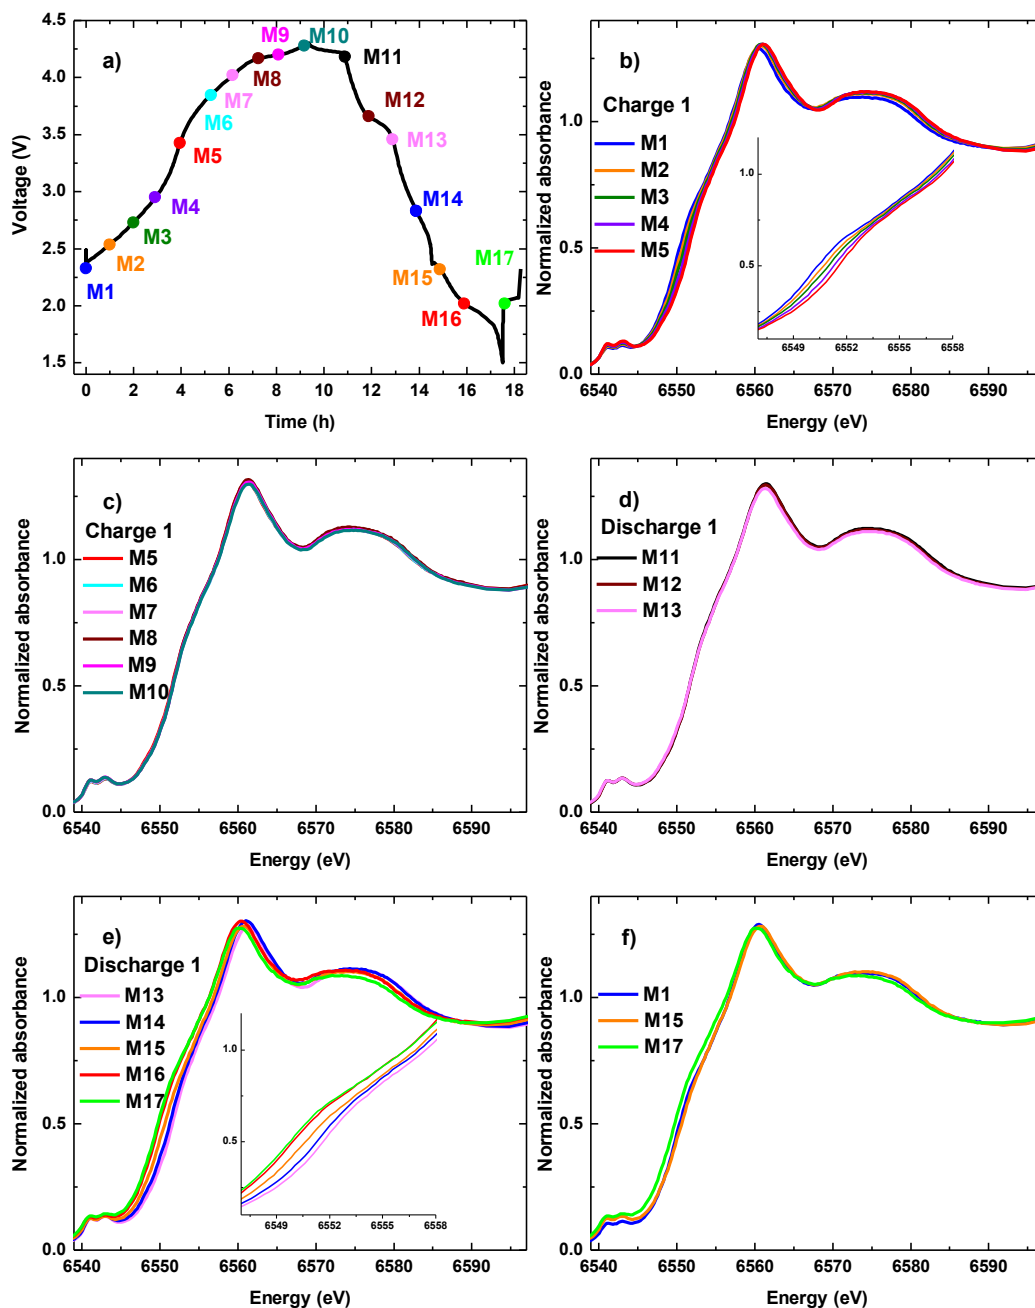 a)
Voltage (V)
4.5
4.0
3.5
3.0
2.5
2.0
1.5
0 2 4 6 8 10 12 14 16 18
Time (h)
M1
M2
M3
M4
M5
M6
M7
M8
M9
M10
M11
M12
M13
M14
M15
M16
M17
b)
Charge 1
M1
M2
M3
M4
M5
Normalized absorbance
1.0
0.5
0.0
6540 6550 6560 6570 6580 6590
Energy (eV)
1.0
0.5
6549 6552 6555 6558
c)
Charge 1
M5
M6
M7
M8
M9
M10
Normalized absorbance
1.0
0.5
0.0
6540 6550 6560 6570 6580 6590
Energy (eV)
d)
Discharge 1
M11
M12
M13
Normalized absorbance
1.0
0.5
0.0
6540 6550 6560 6570 6580 6590
Energy (eV)
e)
Discharge 1
M13
M14
M15
M16
M17
Normalized absorbance
1.0
0.5
0.0
6540 6550 6560 6570 6580 6590
Energy (eV)
1.0
0.5
6549 6552 6555 6558
f)
M1
M15
M17
Normalized absorbance
1.0
0.5
0.0
6540 6550 6560 6570 6580 6590
Energy (eV)